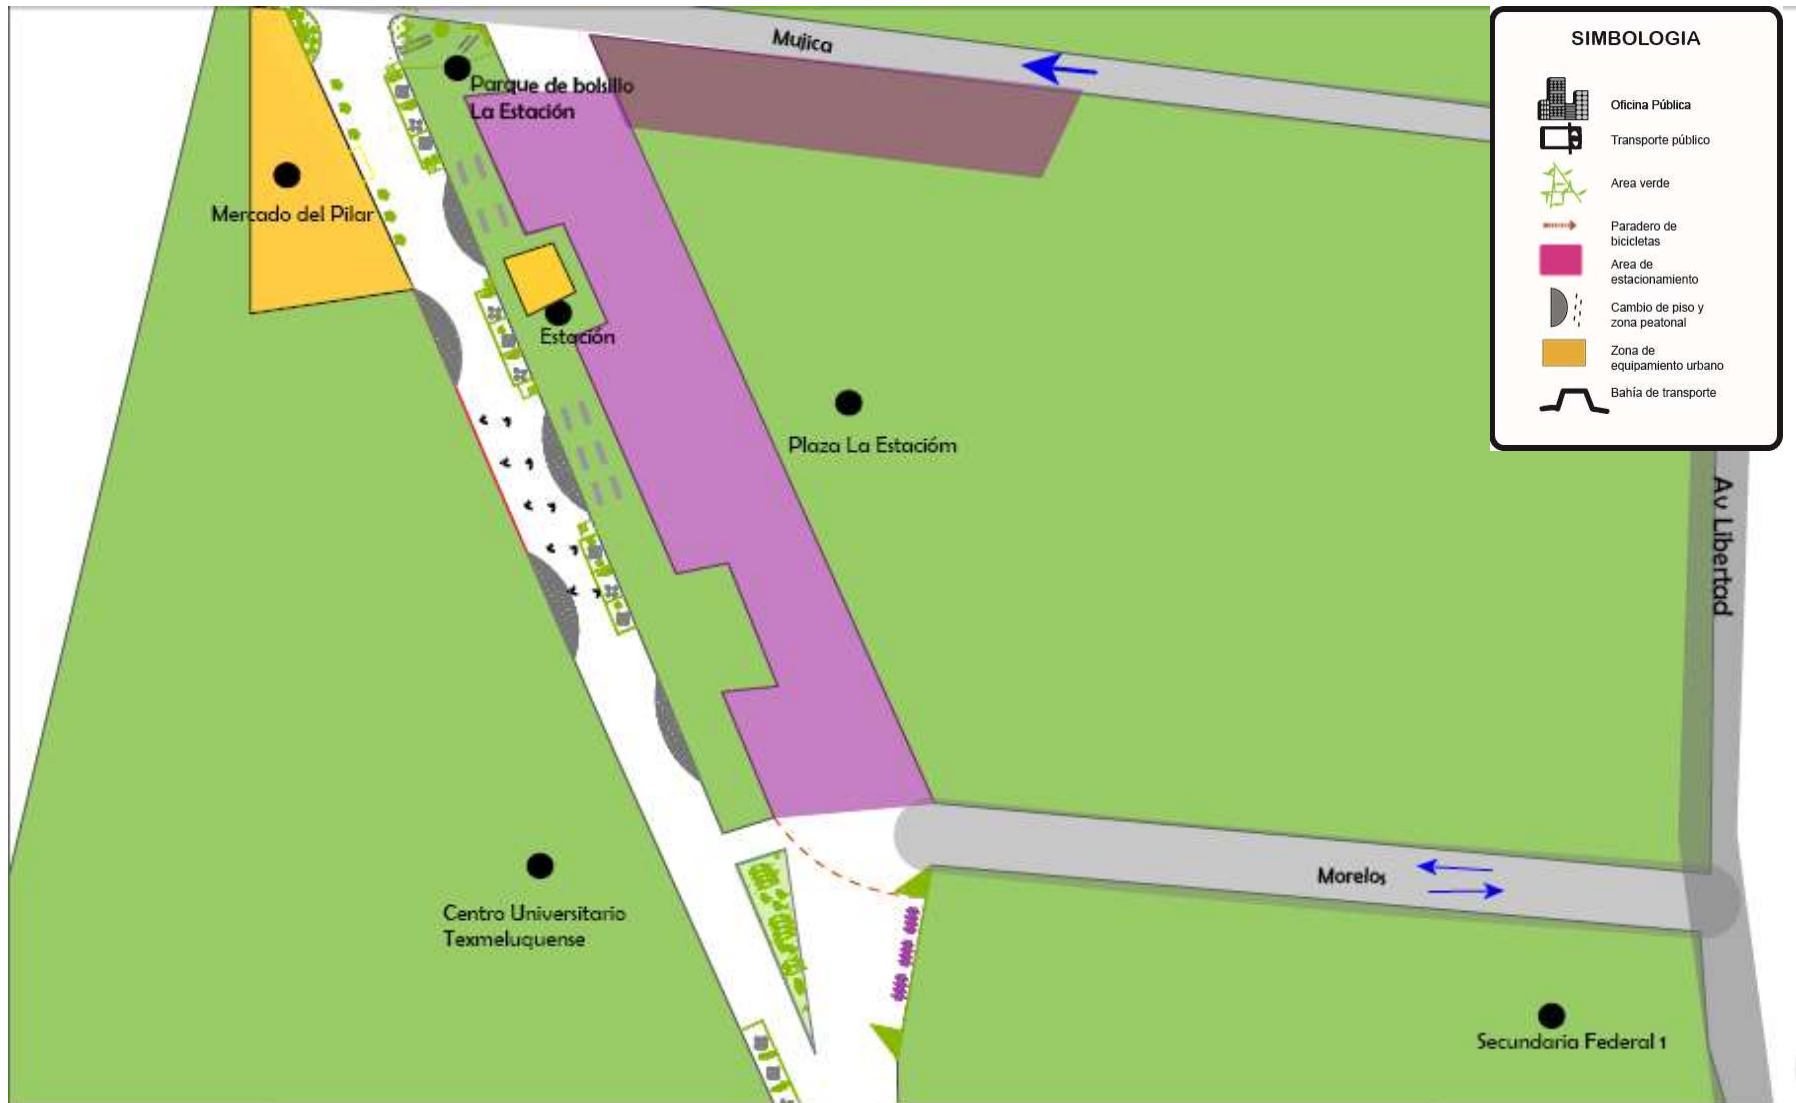 Mujica
Parque de bolsillo
La Estación
Mercado del Pilar
Estación
Plaza La Estacióm
Av Libertad
Morelos
Centro Universitario
Texmeluquense
Secundaria Federal 1
SIMBOLOGIA
Oficina Pública
Transporte público
Area verde
Paradero de
bicicletas
Area de
estacionamiento
Cambio de piso y
zona peatonal
Zona de
equipamiento urbano
Bahía de transporte